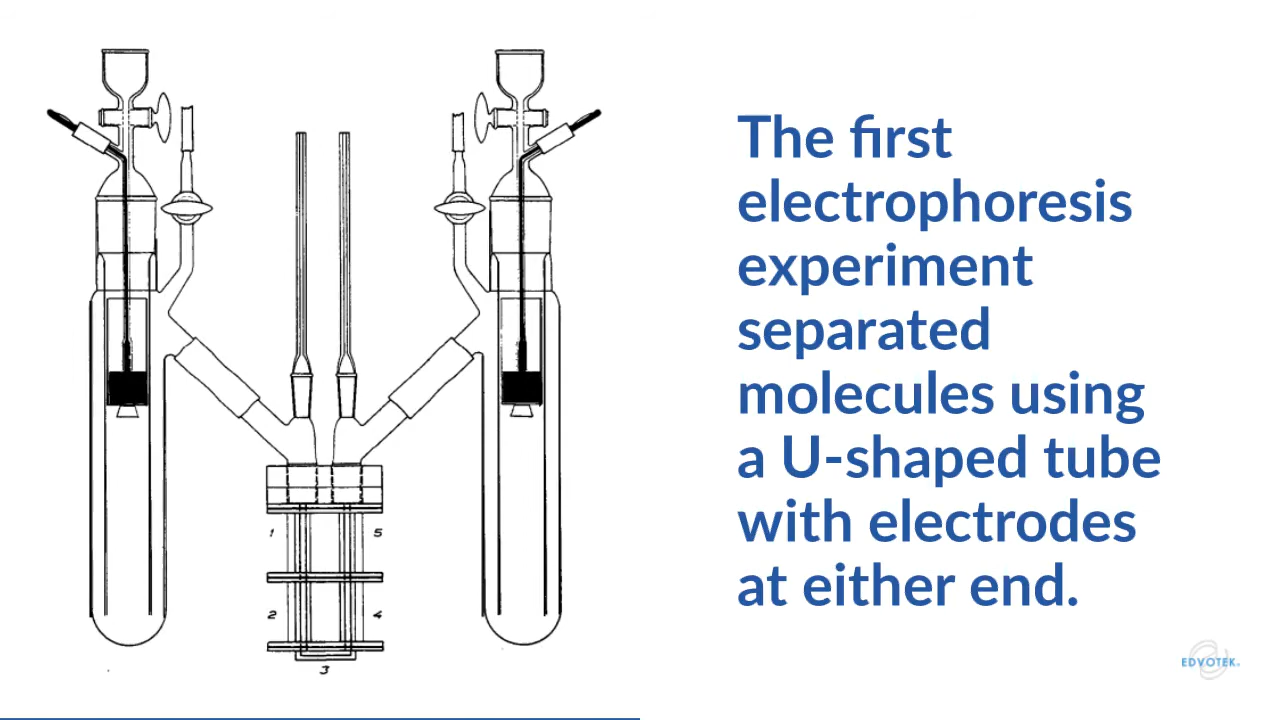 The first
electrophoresis
experiment
separated
molecules using
a U-shaped tube
with electrodes
at either end.
1 5
2 4
3
EDVOTEK®